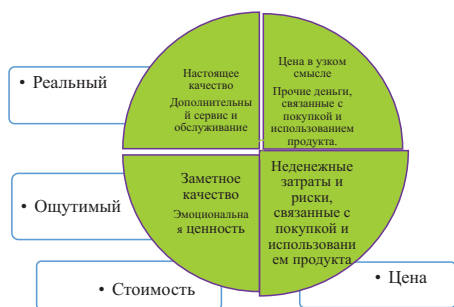 • Реальный
Настоящее
качество
Дополнительны
й сервис и
обслуживание
Цена в узком
смысле
Прочие деньги,
связанные с
покупкой и
использованием
продукта.
• Ощутимый
Заметное
качество
Эмоциональна
я ценность
Неденежные
затраты и
риски,
связанные с
покупкой и
использовани
ем продукта
• Стоимость
• Цена